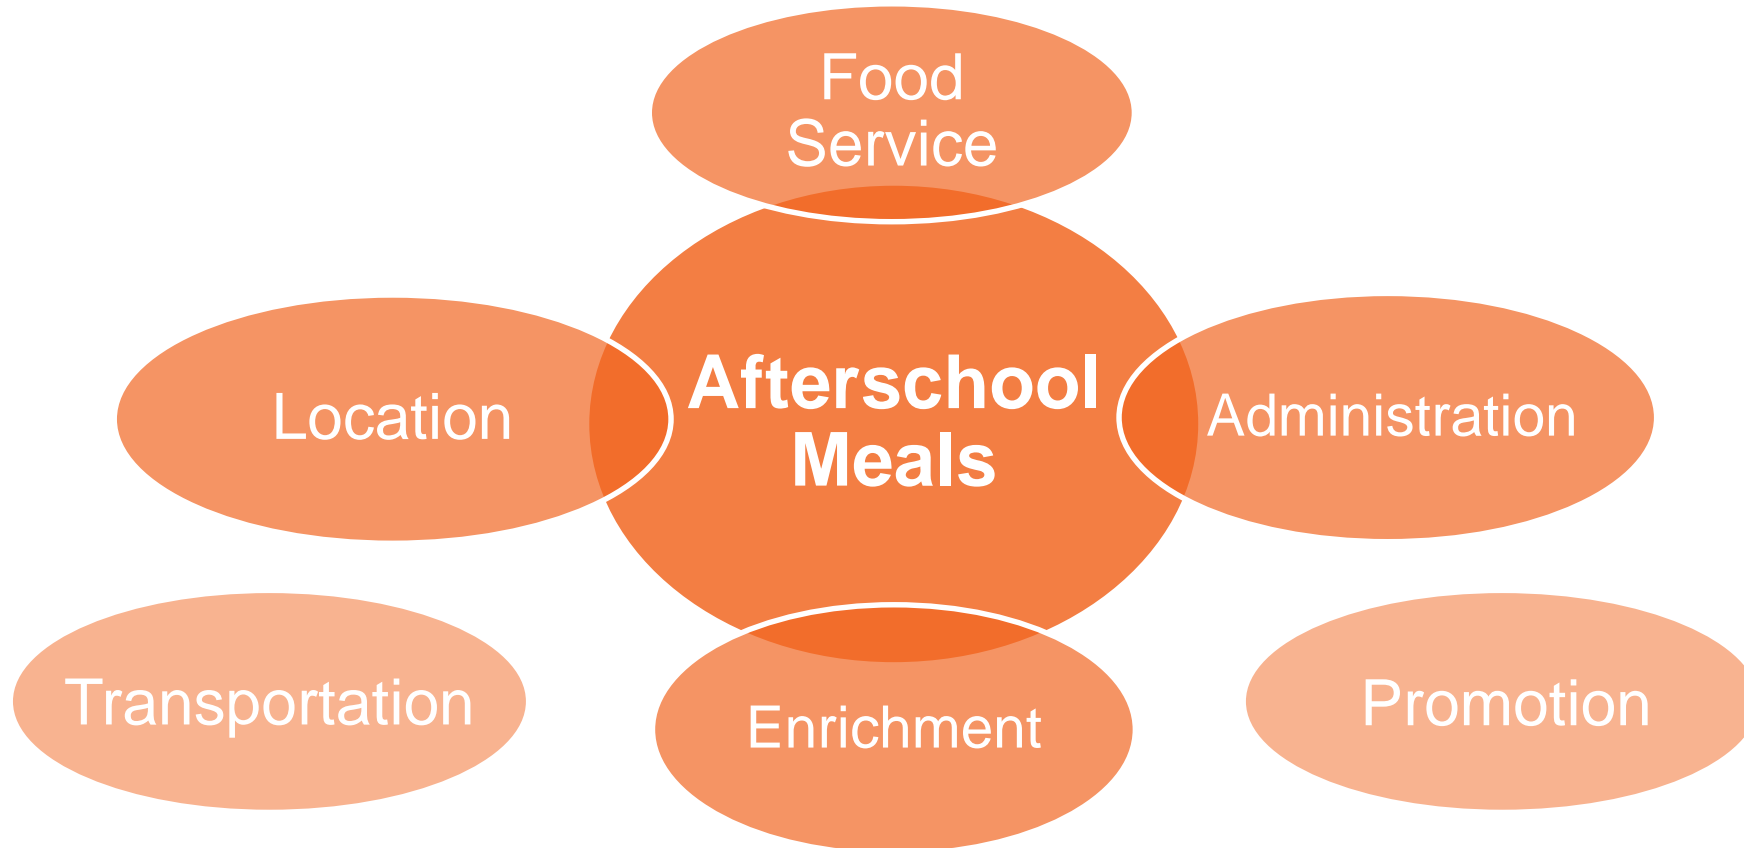 Food
Service
Location
Afterschool
Meals
Administration
Transportation
Enrichment
Promotion